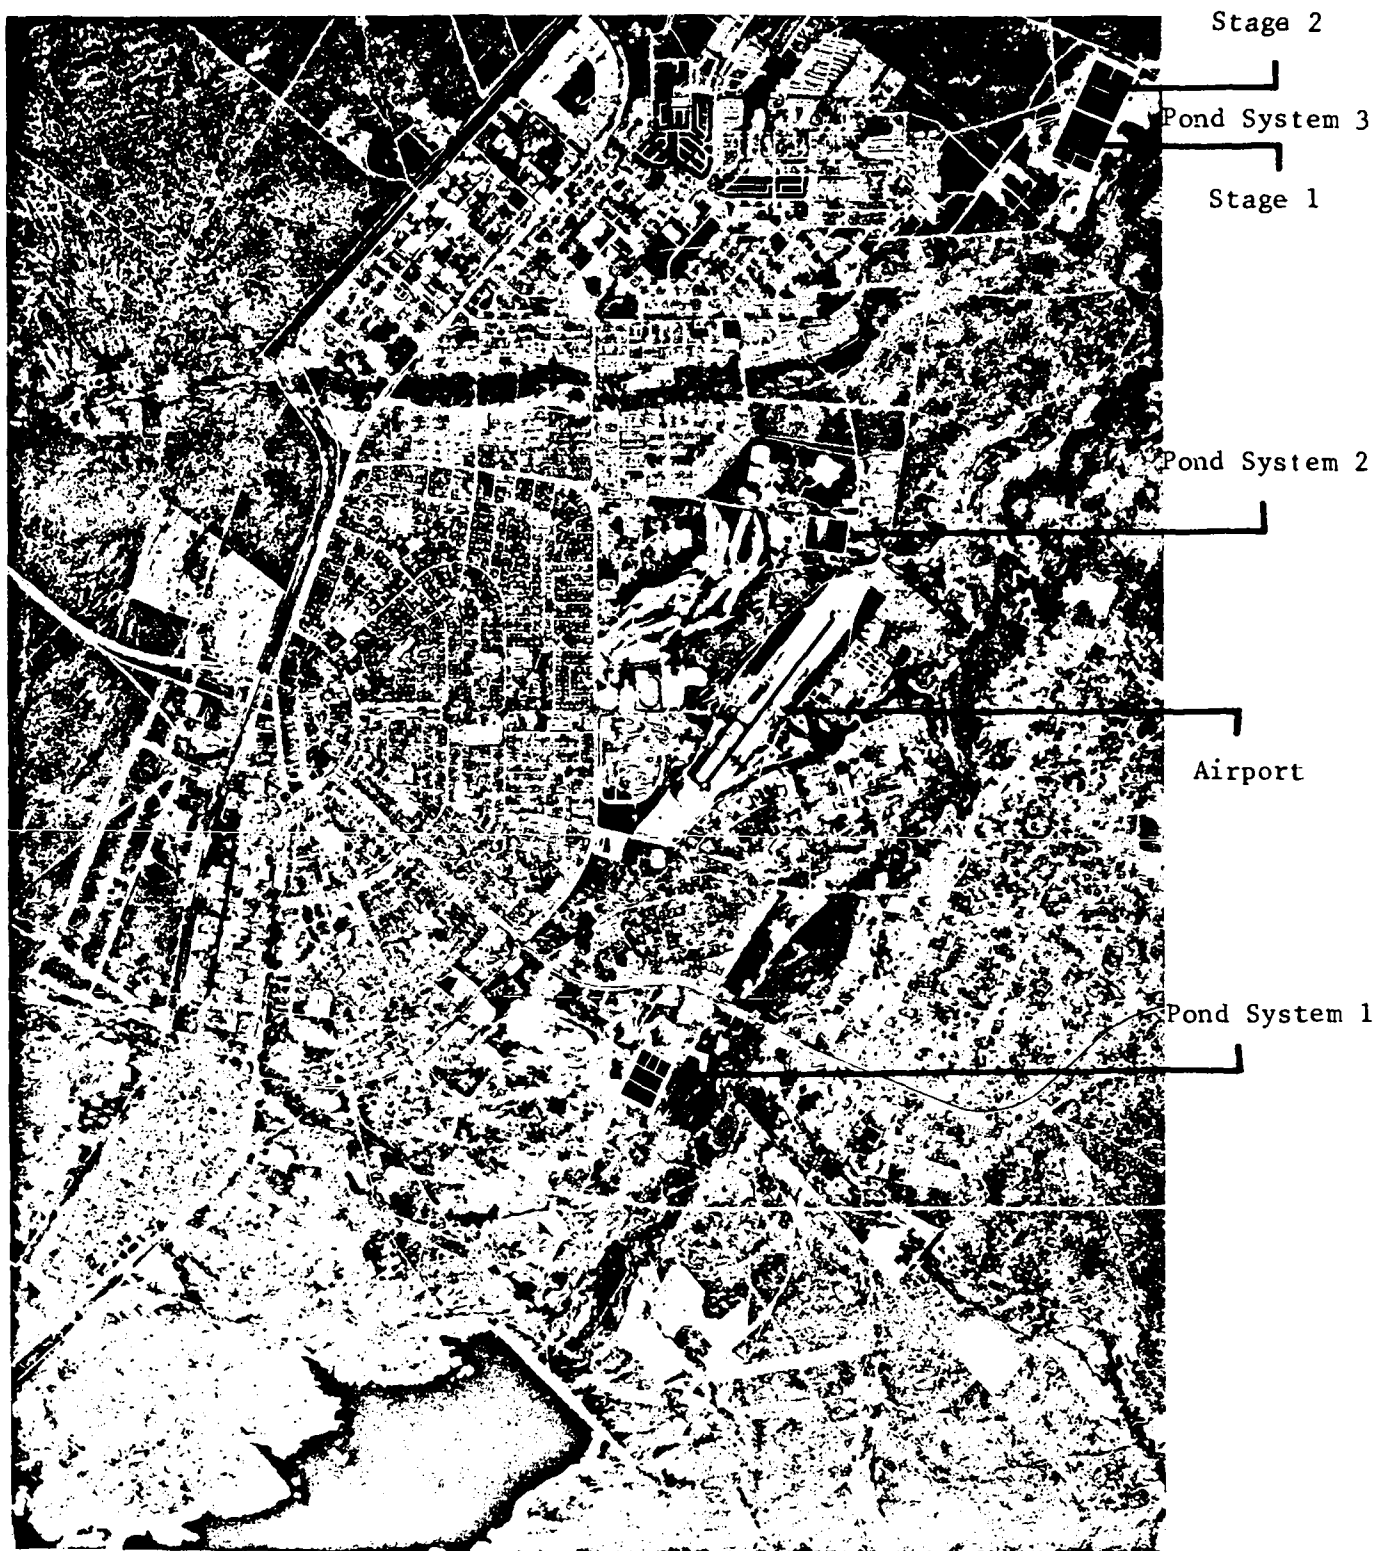 Stage 2
Pond System 3
Stage 1
Pond System 2
Airport
Pond System 1